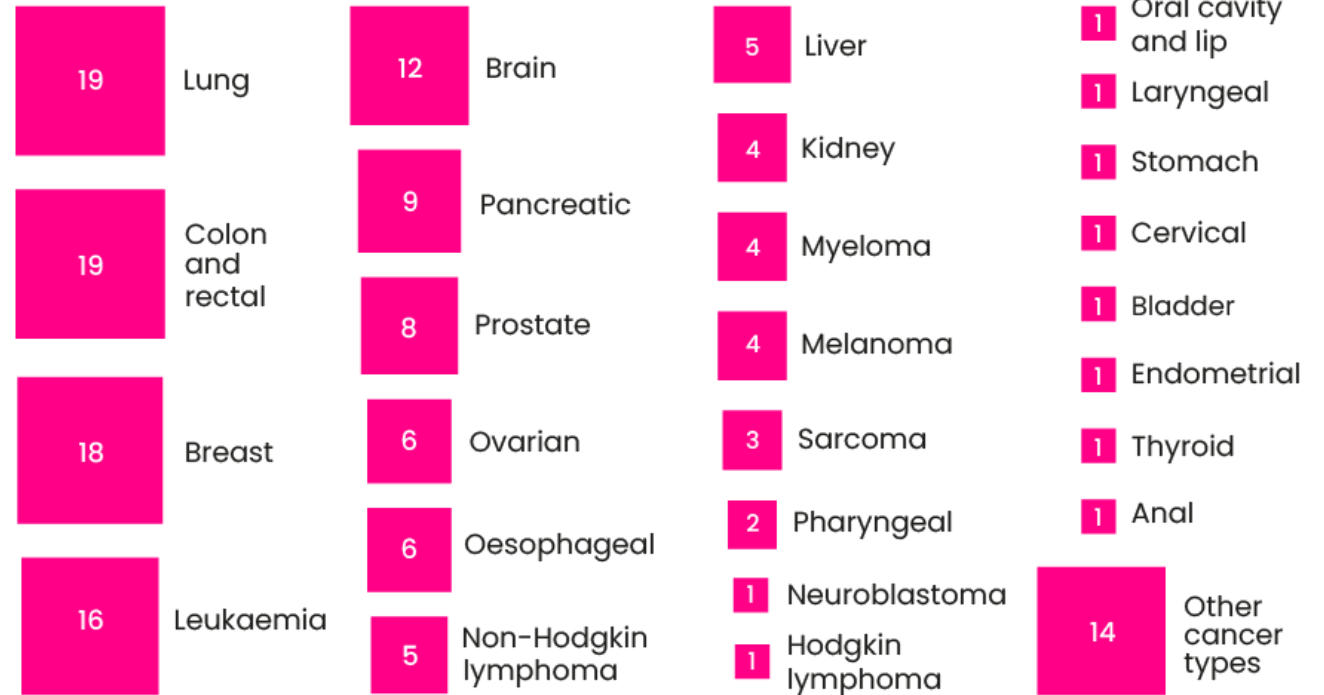 19 Lung
19 Colon
and
rectal
18 Breast
16 Leukaemia
12 Brain
9 Pancreatic
8 Prostate
6 Ovarian
6 Oesophageal
5 Non-Hodgkin
lymphoma
5 Liver
4 Kidney
4 Myeloma
4 Melanoma
3 Sarcoma
2 Pharyngeal
1 Neuroblastoma
1 Hodgkin
lymphoma
1 Oral cavity
and lip
1 Laryngeal
1 Stomach
1 Cervical
1 Bladder
1 Endometrial
1 Thyroid
1 Anal
14 Other
cancer
types